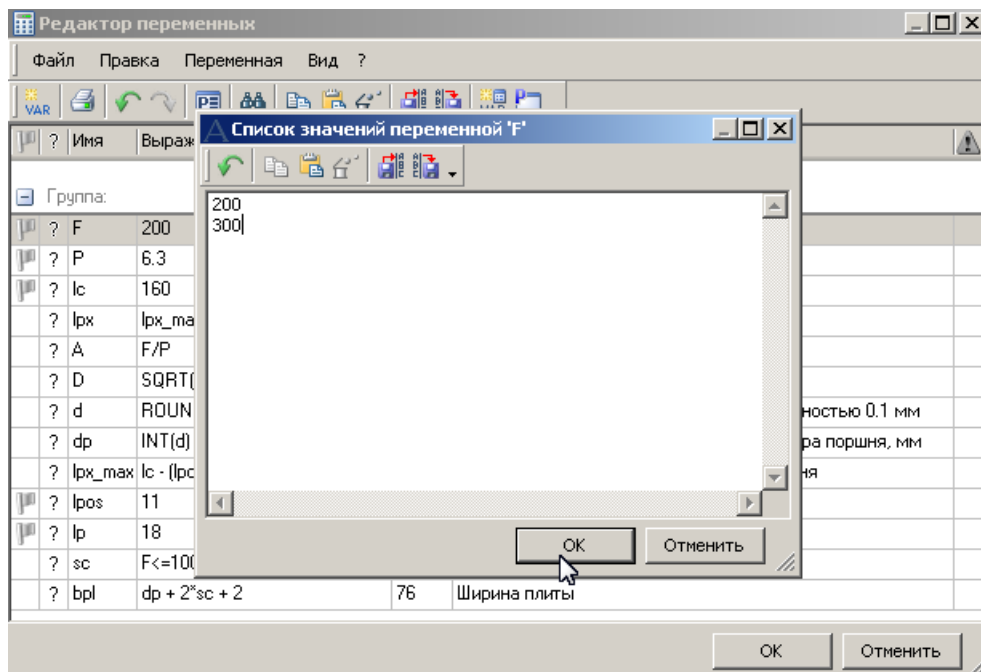 Редактор переменных
Файл Правка Переменная Вид ?
VAR
Список значений переменной 'F'
? Имя Выраж
Группа:
200
300
? F 200
? P 6.3
? lc 160
? lpx lpx_ma
? A F/P
? D SQRT(
? d ROUN ностью 0.1 мм
? dp INT(d) ра поршня, мм
? lpx_max lc - (lpo ня
? lpos 11
? lp 18
OK Отменить
? sc F<=100
? bpl dp + 2*sc + 2 76 Ширина плиты
OK Отменить